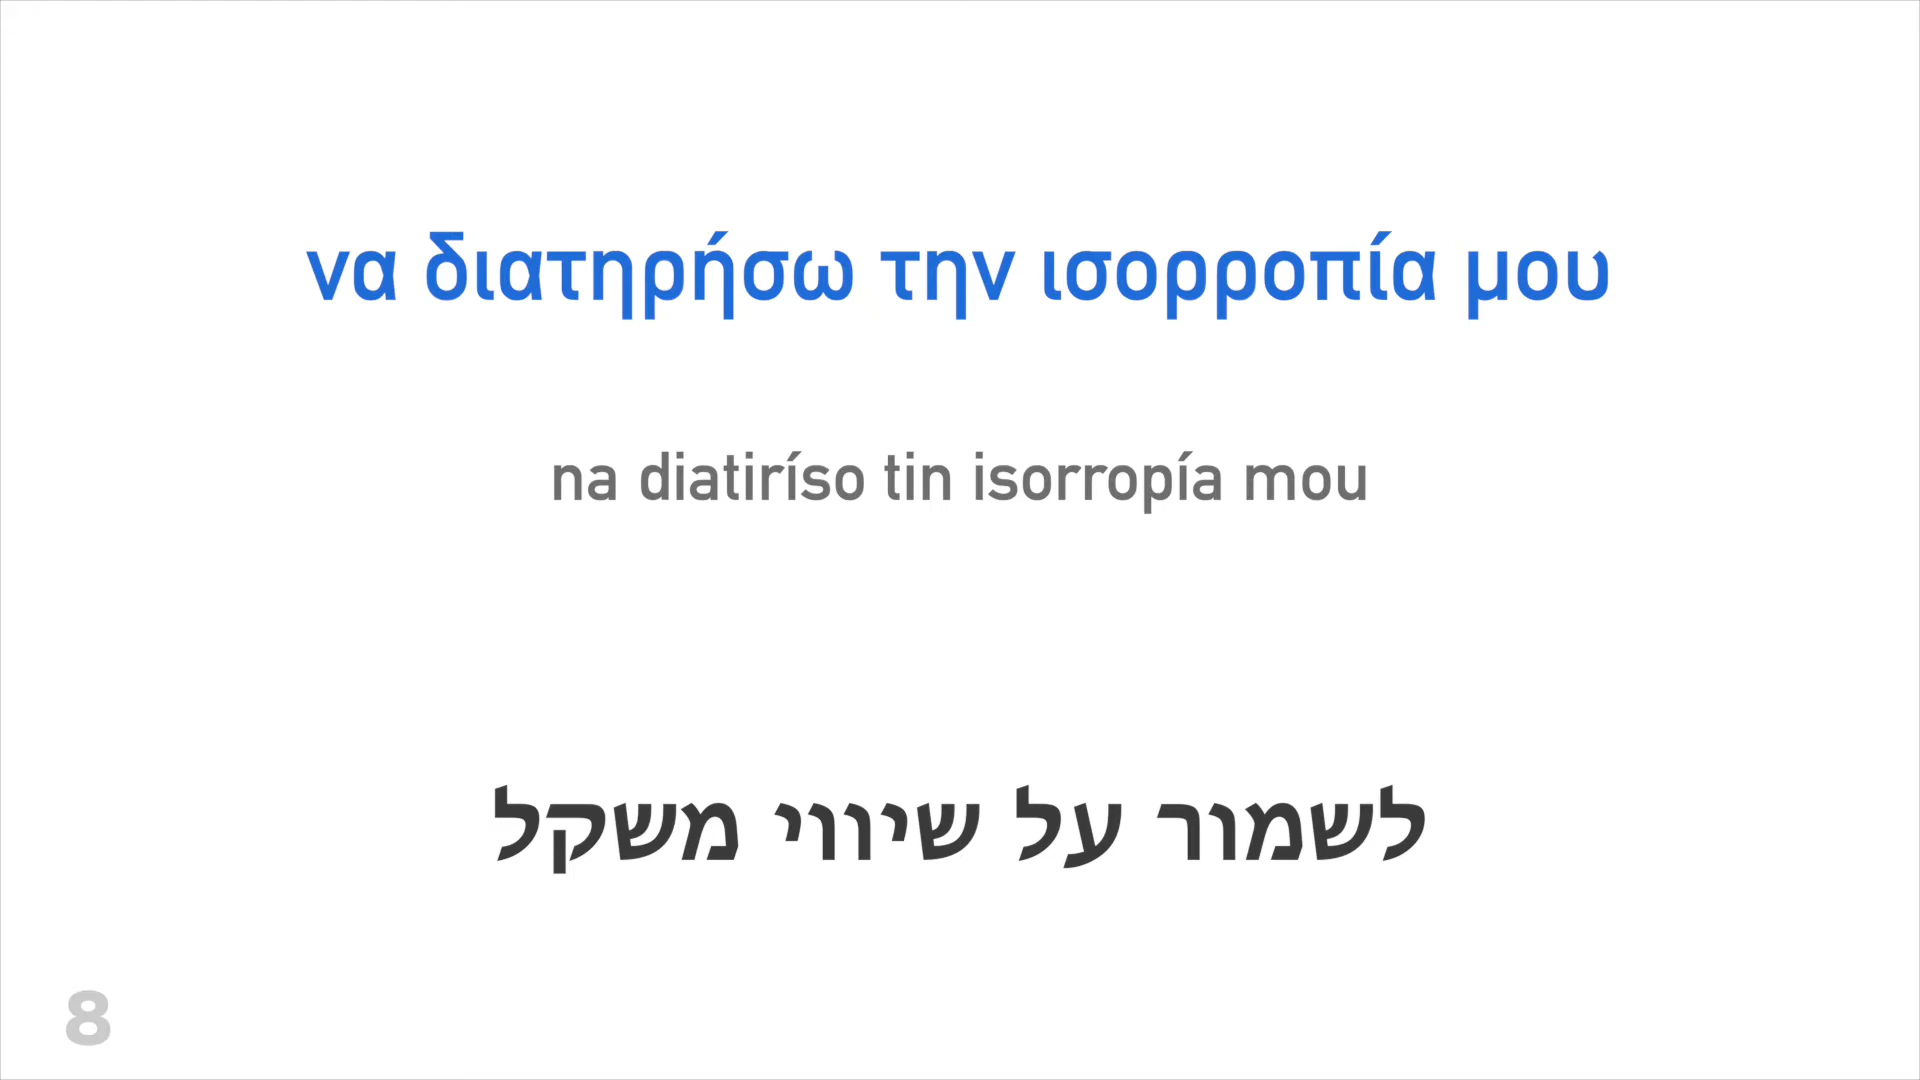 να διατηρήσω την ισορροπία μου
na diatiríso tin isorropía mou
לשמור על שיווי משקל
8